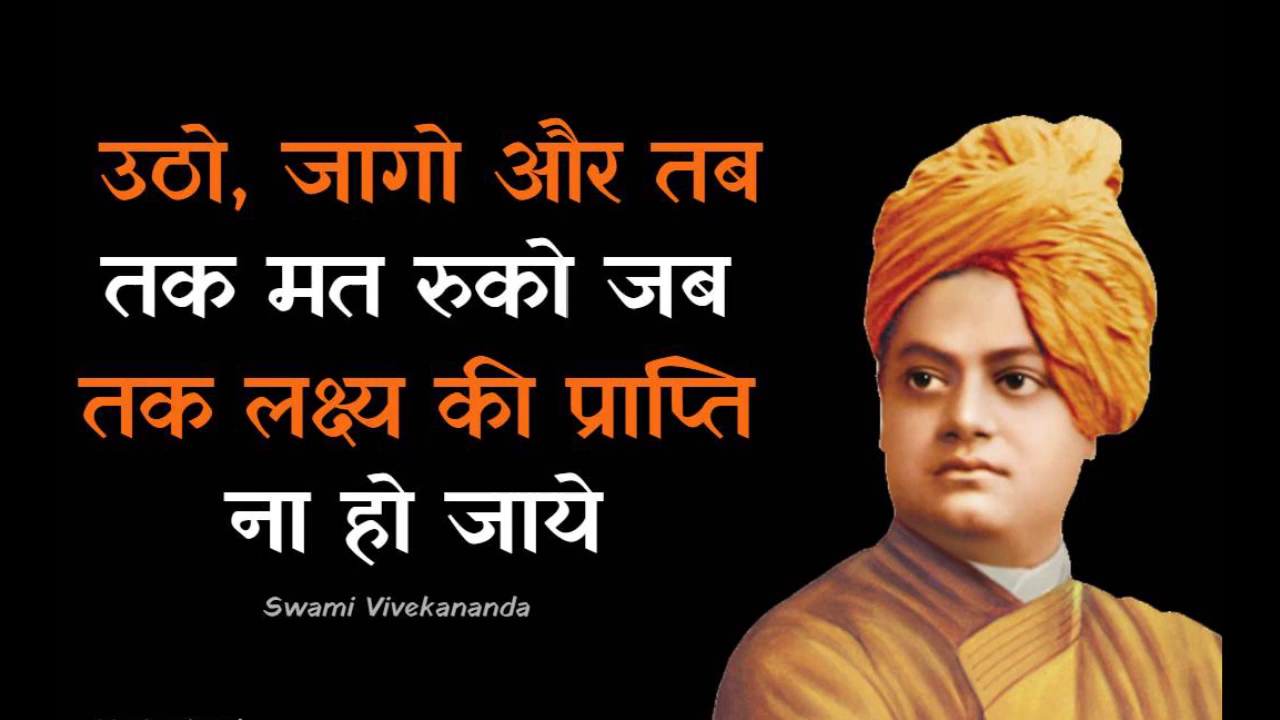 उठो, जागो और तब
तक मत रुको जब
तक लक्ष्य की प्राप्ति
ना हो जाये
Swami Vivekananda